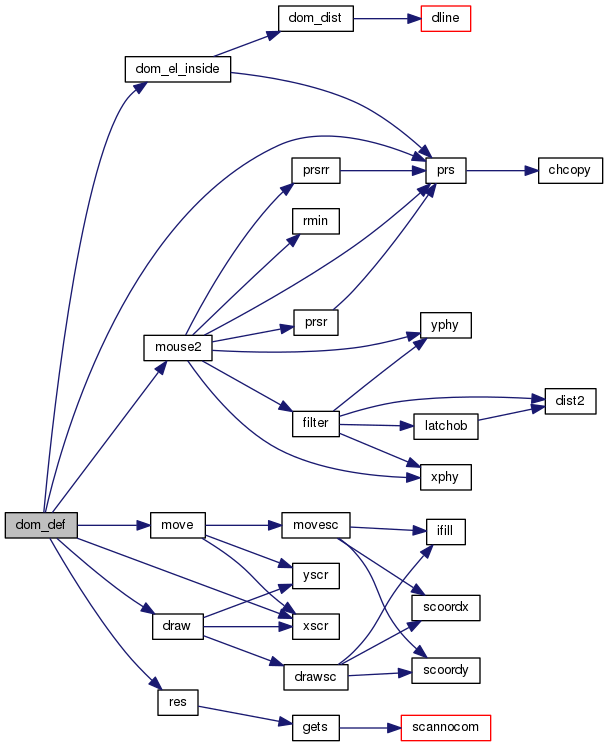 dom_dist
dline
dom_el_inside
prsrr
prs
chcopy
rmin
prsr
yphy
mouse2
dist2
filter
latchob
xphy
dom_def
move
movesc
ifill
yscr
scoordx
draw
xscr
drawsc
scoordy
res
gets
scannocom